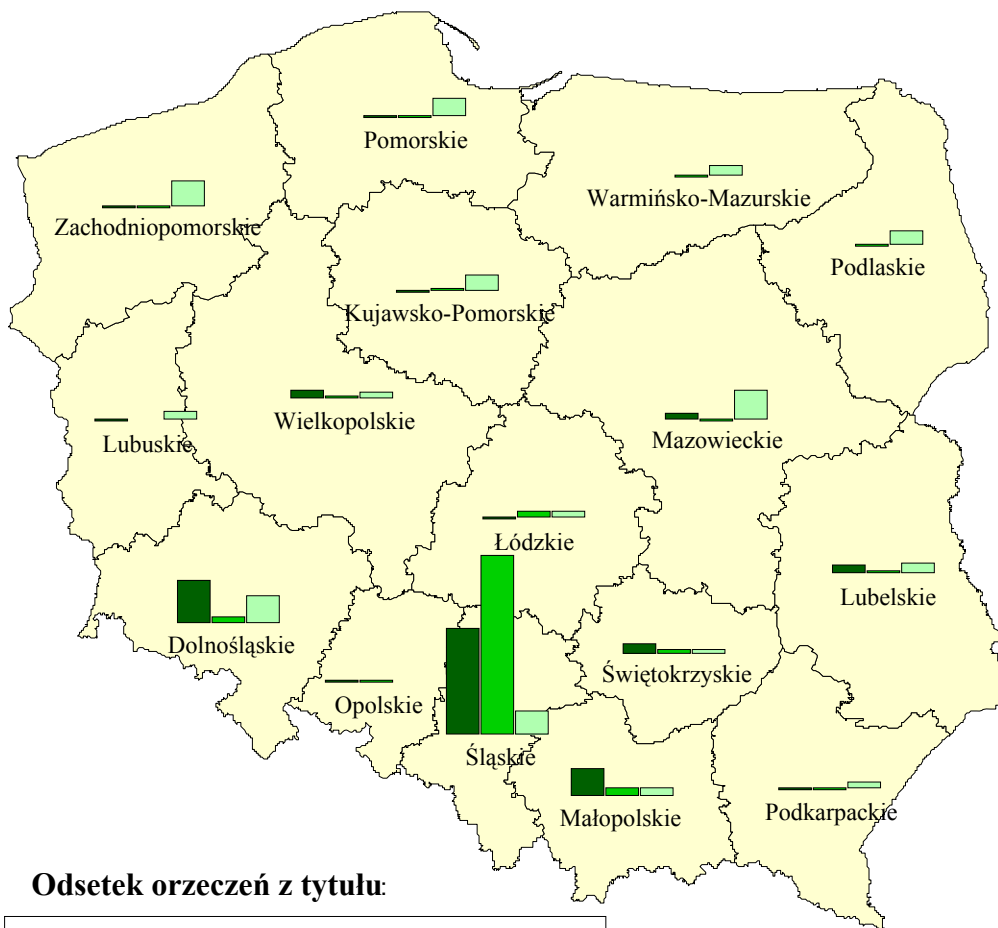 Pomorskie
Warmińsko-Mazurskie
Zachodniopomorskie
Podlaskie
Kujawsko-Pomorskie
Wielkopolskie
Mazowieckie
Lubuskie
Łódzkie
Lubelskie
Dolnośląskie
Świętokrzyskie
Opolskie
Śląskie
Małopolskie
Podkarpackie
Odsetek orzeczeń z tytułu: